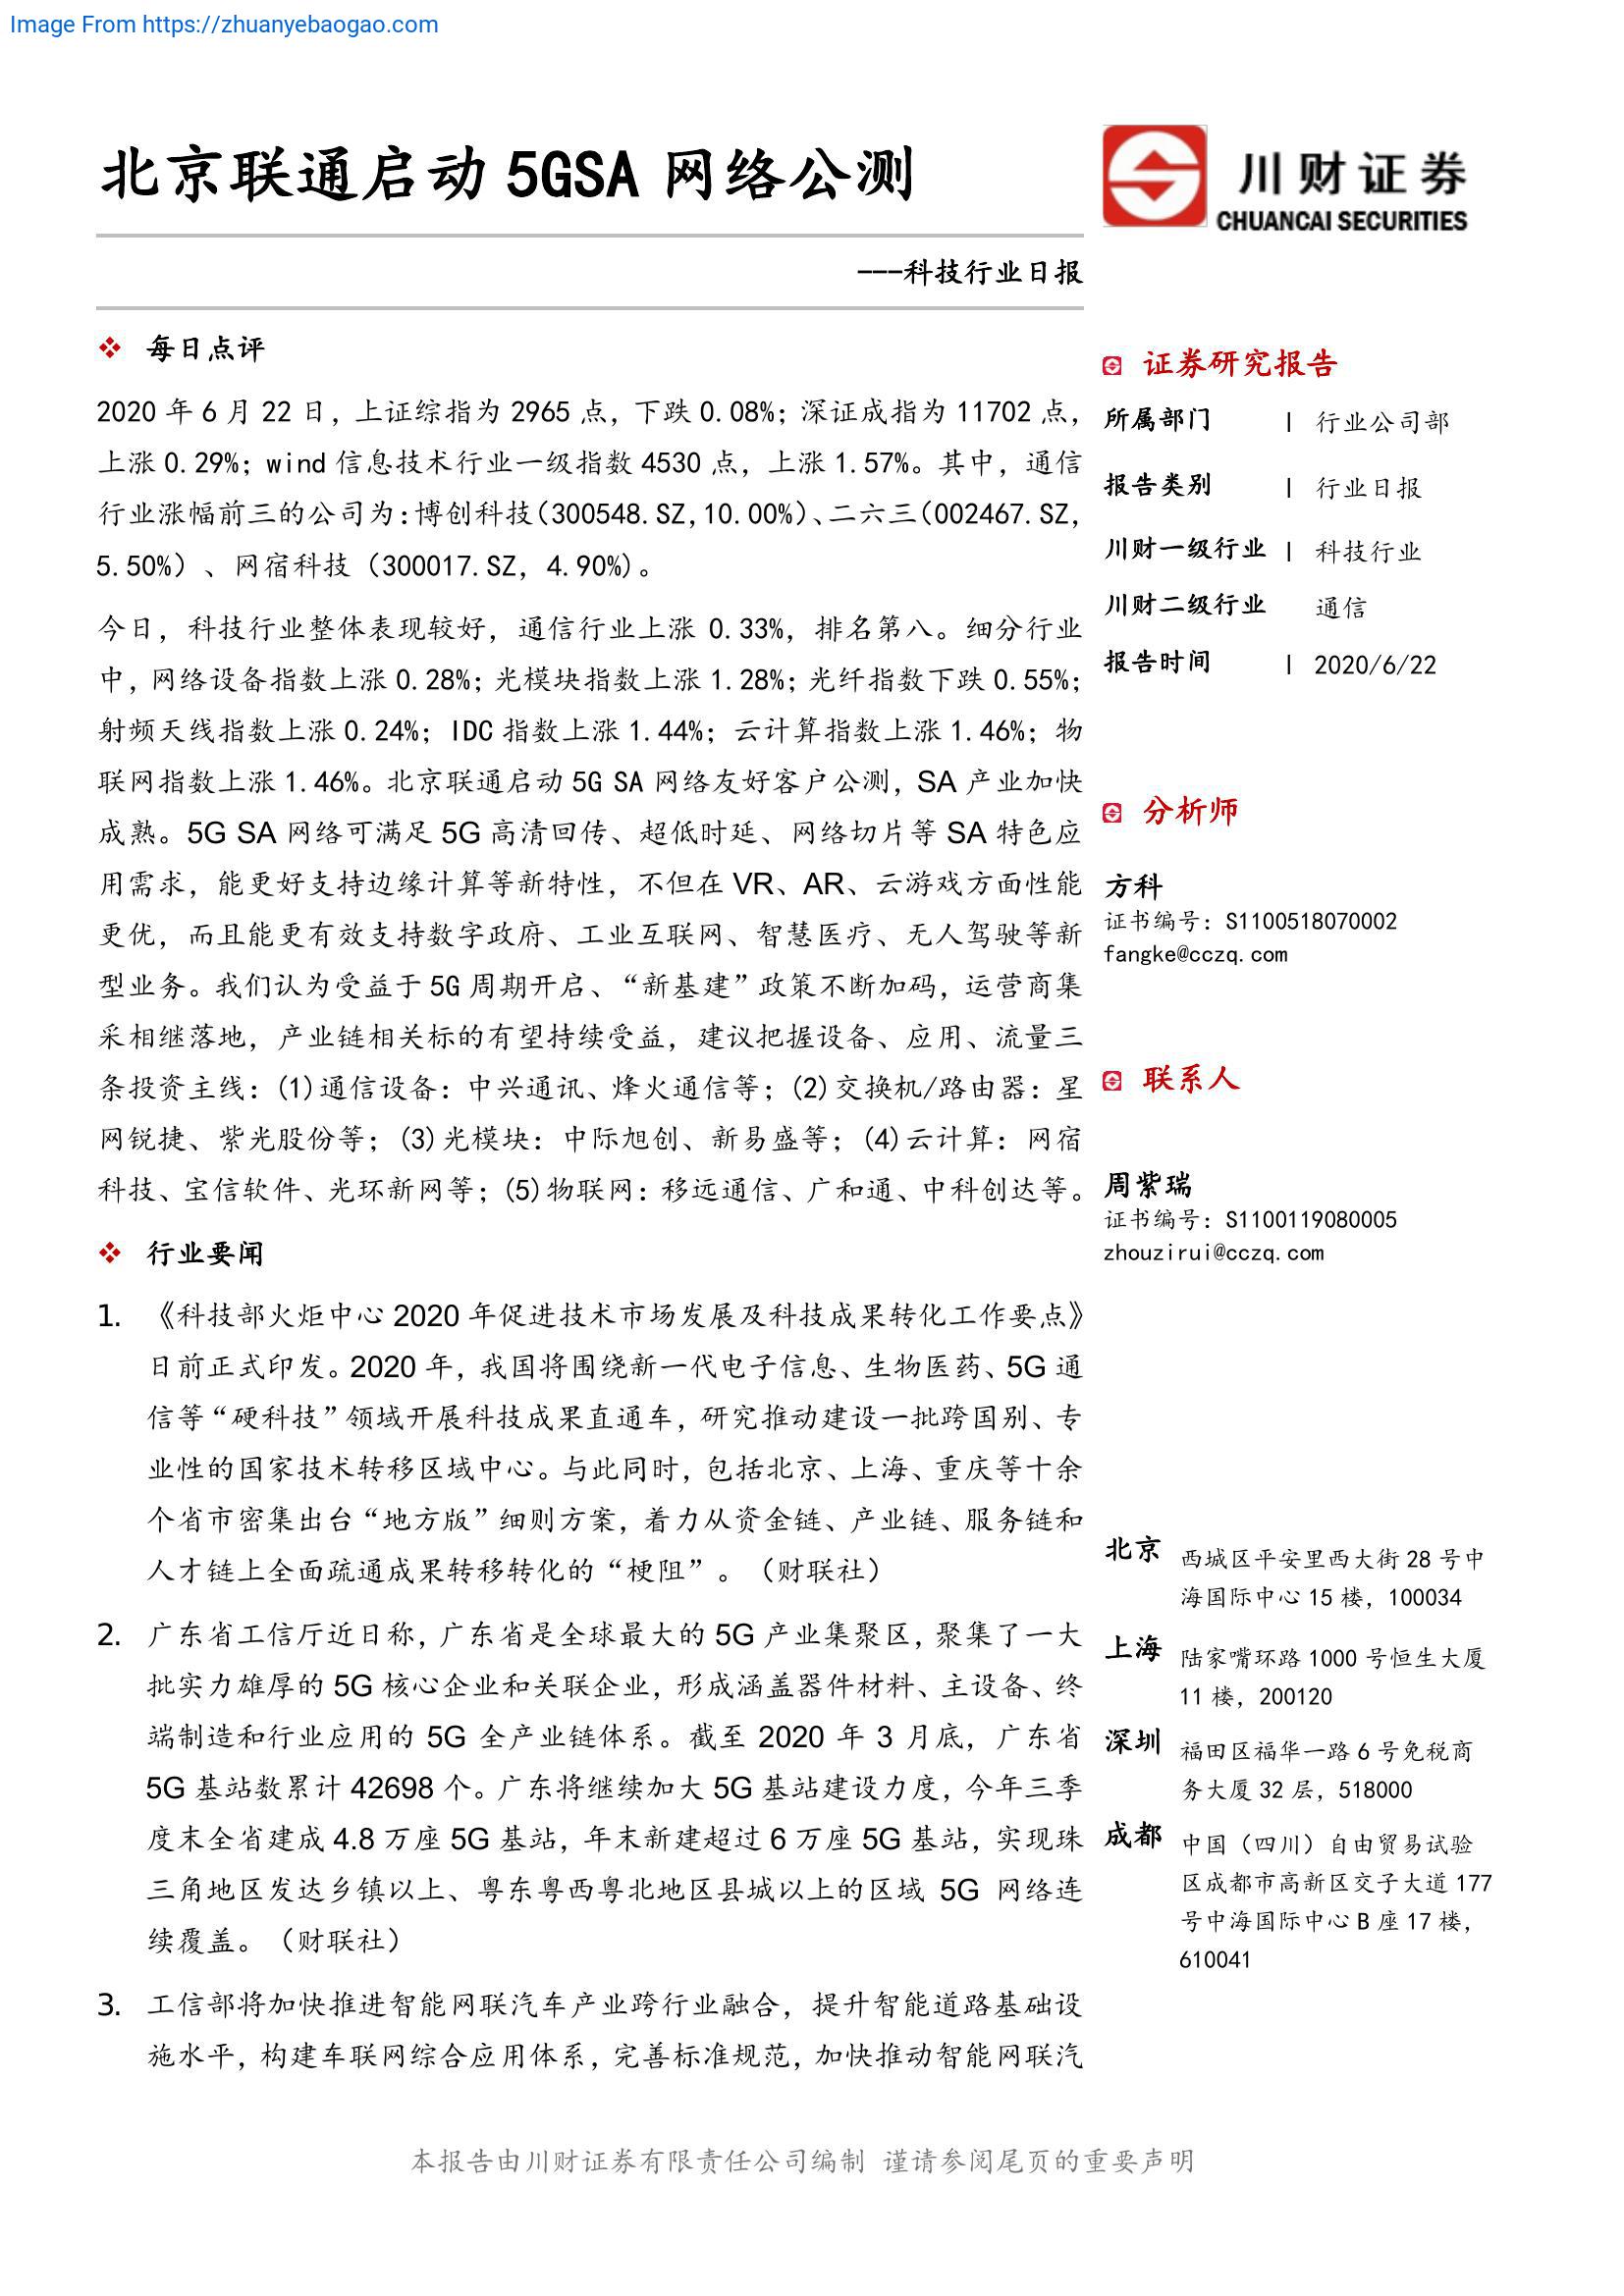 Image From https://zhuanyebaogao.com
北京联通启动 5GSA 网络公测
川财证券
CHUANCAI SECURITIES
---科技行业日报
❖ 每日点评
2020 年 6 月 22 日，上证综指为 2965 点，下跌 0.08%；深证成指为 11702 点，
上涨 0.29%；wind 信息技术行业一级指数 4530 点，上涨 1.57%。其中，通信
行业涨幅前三的公司为：博创科技（300548.SZ,10.00%）、二六三（002467.SZ,
5.50%）、网宿科技（300017.SZ, 4.90%)。
今日，科技行业整体表现较好，通信行业上涨 0.33%，排名第八。细分行业
中，网络设备指数上涨 0.28%；光模块指数上涨 1.28%；光纤指数下跌 0.55%；
射频天线指数上涨 0.24%；IDC 指数上涨 1.44%；云计算指数上涨 1.46%；物
联网指数上涨 1.46%。北京联通启动 5G SA 网络友好客户公测，SA 产业加快
成熟。5G SA 网络可满足 5G 高清回传、超低时延、网络切片等 SA 特色应
用需求，能更好支持边缘计算等新特性，不但在 VR、AR、云游戏方面性能
更优，而且能更有效支持数字政府、工业互联网、智慧医疗、无人驾驶等新
型业务。我们认为受益于 5G 周期开启、“新基建”政策不断加码，运营商集
采相继落地，产业链相关标的有望持续受益，建议把握设备、应用、流量三
条投资主线：(1)通信设备：中兴通讯、烽火通信等；(2)交换机/路由器：星
网锐捷、紫光股份等；(3)光模块：中际旭创、新易盛等；(4)云计算：网宿
科技、宝信软件、光环新网等；(5)物联网：移远通信、广和通、中科创达等。
❖ 行业要闻
1. 《科技部火炬中心 2020 年促进技术市场发展及科技成果转化工作要点》
日前正式印发。2020 年，我国将围绕新一代电子信息、生物医药、5G 通
信等“硬科技”领域开展科技成果直通车，研究推动建设一批跨国别、专
业性的国家技术转移区域中心。与此同时，包括北京、上海、重庆等十余
个省市密集出台“地方版”细则方案，着力从资金链、产业链、服务链和
人才链上全面疏通成果转移转化的“梗阻”。（财联社）
2. 广东省工信厅近日称，广东省是全球最大的 5G 产业集聚区，聚集了一大
批实力雄厚的 5G 核心企业和关联企业，形成涵盖器件材料、主设备、终
端制造和行业应用的 5G 全产业链体系。截至 2020 年 3 月底，广东省
5G 基站数累计 42698 个。广东将继续加大 5G 基站建设力度，今年三季
度末全省建成 4.8 万座 5G 基站，年末新建超过 6 万座 5G 基站，实现珠
三角地区发达乡镇以上、粤东粤西粤北地区县城以上的区域 5G 网络连
续覆盖。（财联社）
3. 工信部将加快推进智能网联汽车产业跨行业融合，提升智能道路基础设
施水平，构建车联网综合应用体系，完善标准规范，加快推动智能网联汽
证券研究报告
所属部门 | 行业公司部
报告类别 | 行业日报
川财一级行业 | 科技行业
川财二级行业 通信
报告时间 | 2020/6/22
分析师
方科
证书编号：S1100518070002
fangke@cczq.com
联系人
周紫瑞
证书编号：S1100119080005
zhouzirui@cczq.com
北京 西城区平安里西大街 28 号中
海国际中心 15 楼，100034
上海 陆家嘴环路 1000 号恒生大厦
11 楼，200120
深圳 福田区福华一路 6 号免税商
务大厦 32 层，518000
成都 中国（四川）自由贸易试验
区成都市高新区交子大道 177
号中海国际中心 B 座 17 楼，
610041
本报告由川财证券有限责任公司编制 谨请参阅尾页的重要声明